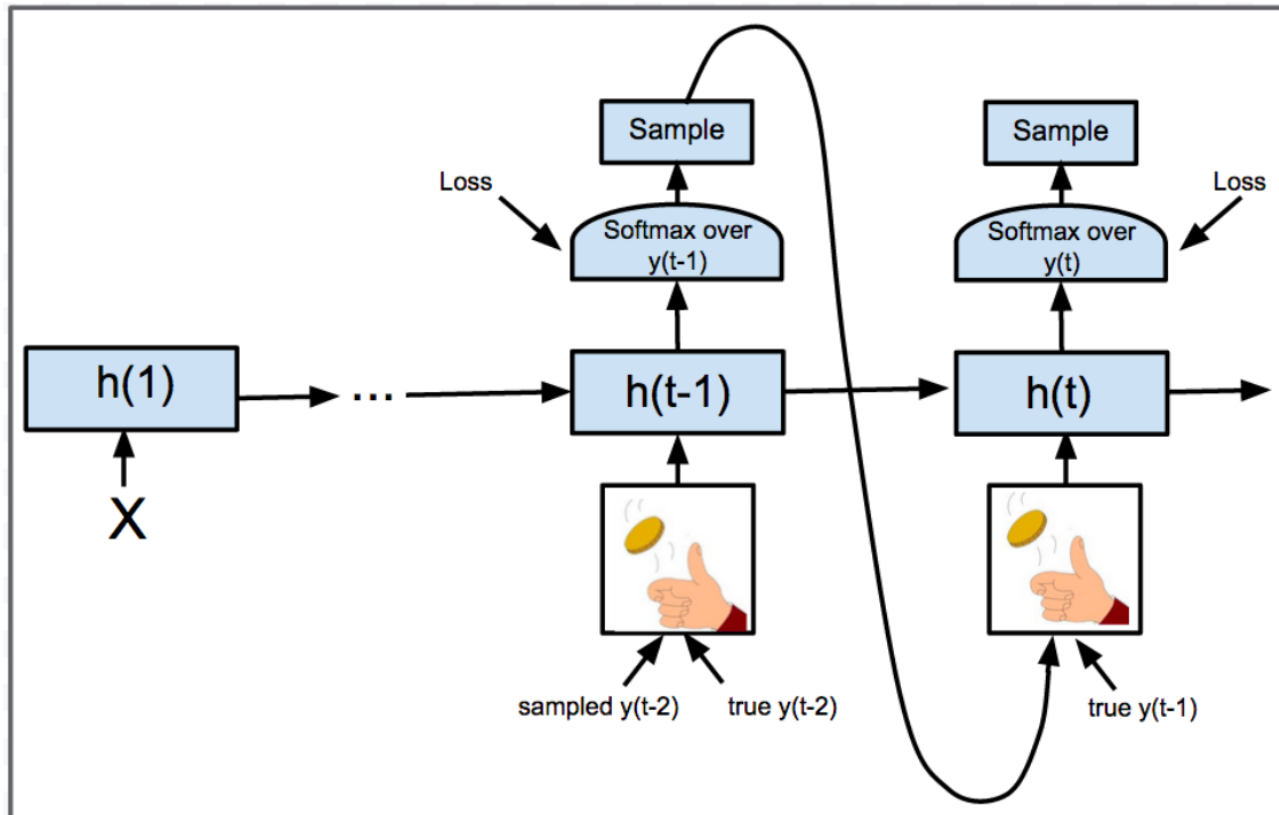 Sample
Sample
Loss
Loss
Softmax over
y(t-1)
Softmax over
y(t)
h(1)
...
h(t-1)
h(t)
X
sampled y(t-2)
true y(t-2)
true y(t-1)